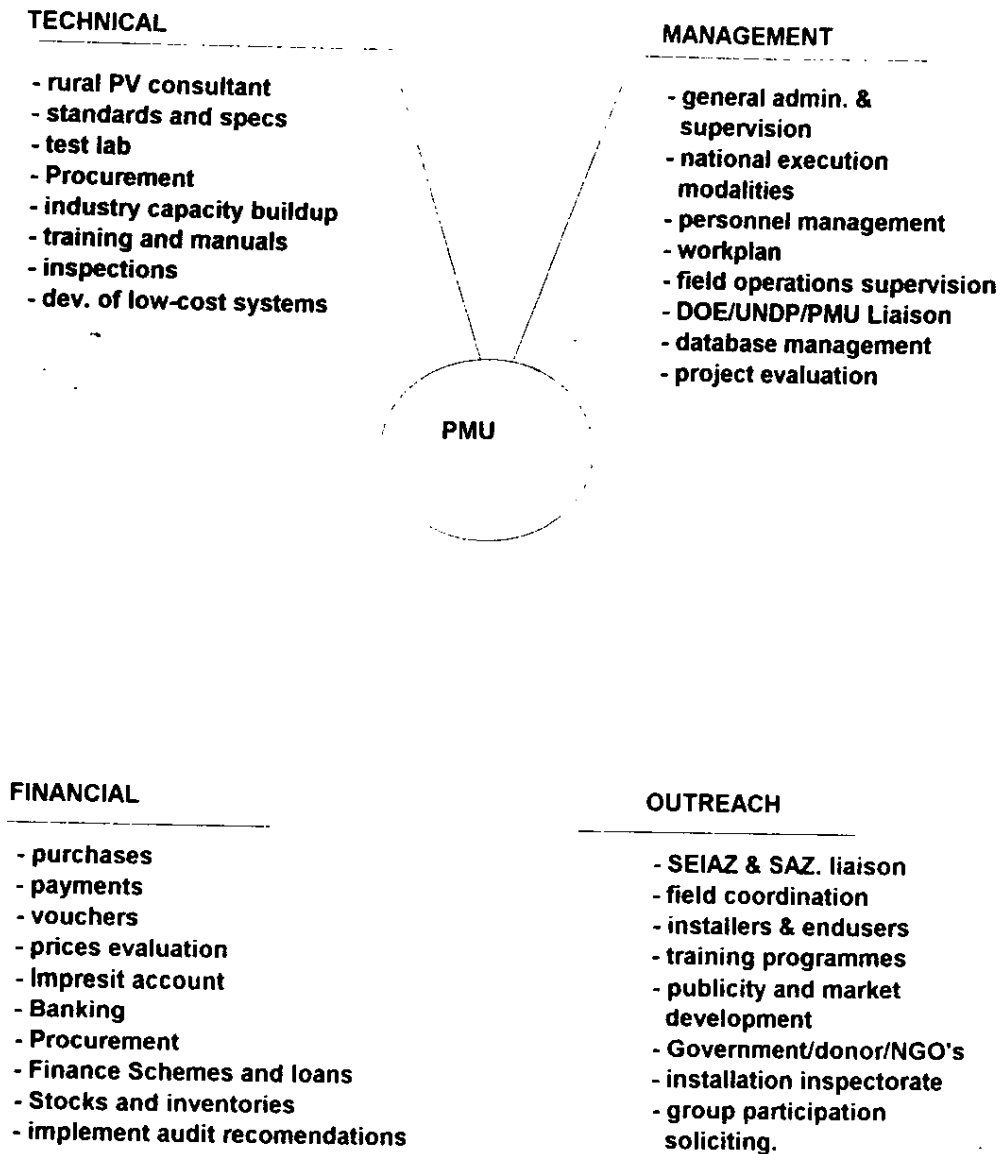 TECHNICAL
- rural PV consultant
- standards and specs
- test lab
- Procurement
- industry capacity buildup
- training and manuals
- inspections
- dev. of low-cost systems
MANAGEMENT
- general admin. &
supervision
- national execution
modalities
- personnel management
- workplan
- field operations supervision
- DOE/UNDP/PMU Liaison
- database management
- project evaluation
PMU
FINANCIAL
- purchases
- payments
- vouchers
- prices evaluation
- Impresit account
- Banking
- Procurement
- Finance Schemes and loans
- Stocks and inventories
- implement audit recomendations
OUTREACH
- SEIAZ & SAZ. liaison
- field coordination
- installers & endusers
- training programmes
- publicity and market
development
- Government/donor/NGO's
- installation inspectorate
- group participation
soliciting.